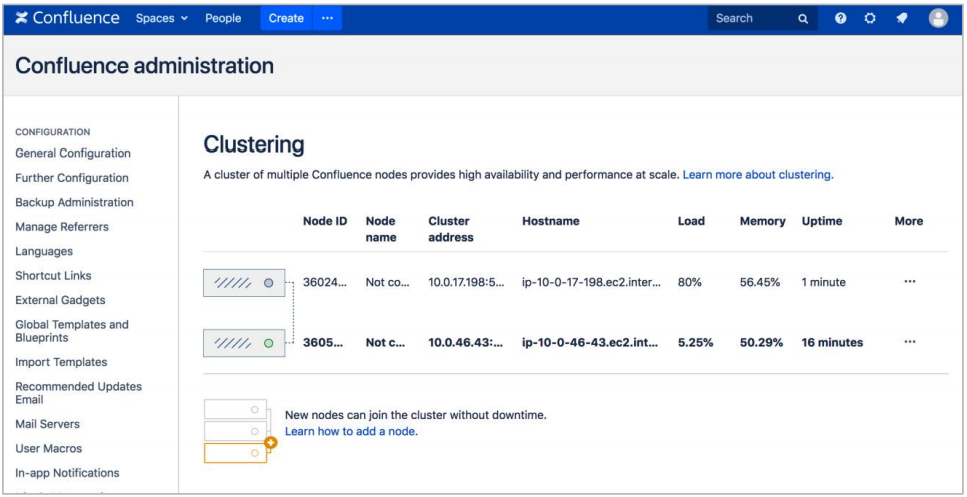 Confluence Spaces People Create ··· Search
Confluence administration
CONFIGURATION
General Configuration
Further Configuration
Backup Administration
Manage Referrers
Languages
Shortcut Links
External Gadgets
Global Templates and
Blueprints
Import Templates
Recommended Updates
Email
Mail Servers
User Macros
In-app Notifications
Clustering
A cluster of multiple Confluence nodes provides high availability and performance at scale. Learn more about clustering.
Node ID Node name Cluster address Hostname Load Memory Uptime More
36024... Not co... 10.0.17.198:5... ip-10-0-17-198.ec2.inter... 80% 56.45% 1 minute ···
3605... Not c... 10.0.46.43:... ip-10-0-46-43.ec2.int... 5.25% 50.29% 16 minutes ···
New nodes can join the cluster without downtime.
Learn how to add a node.